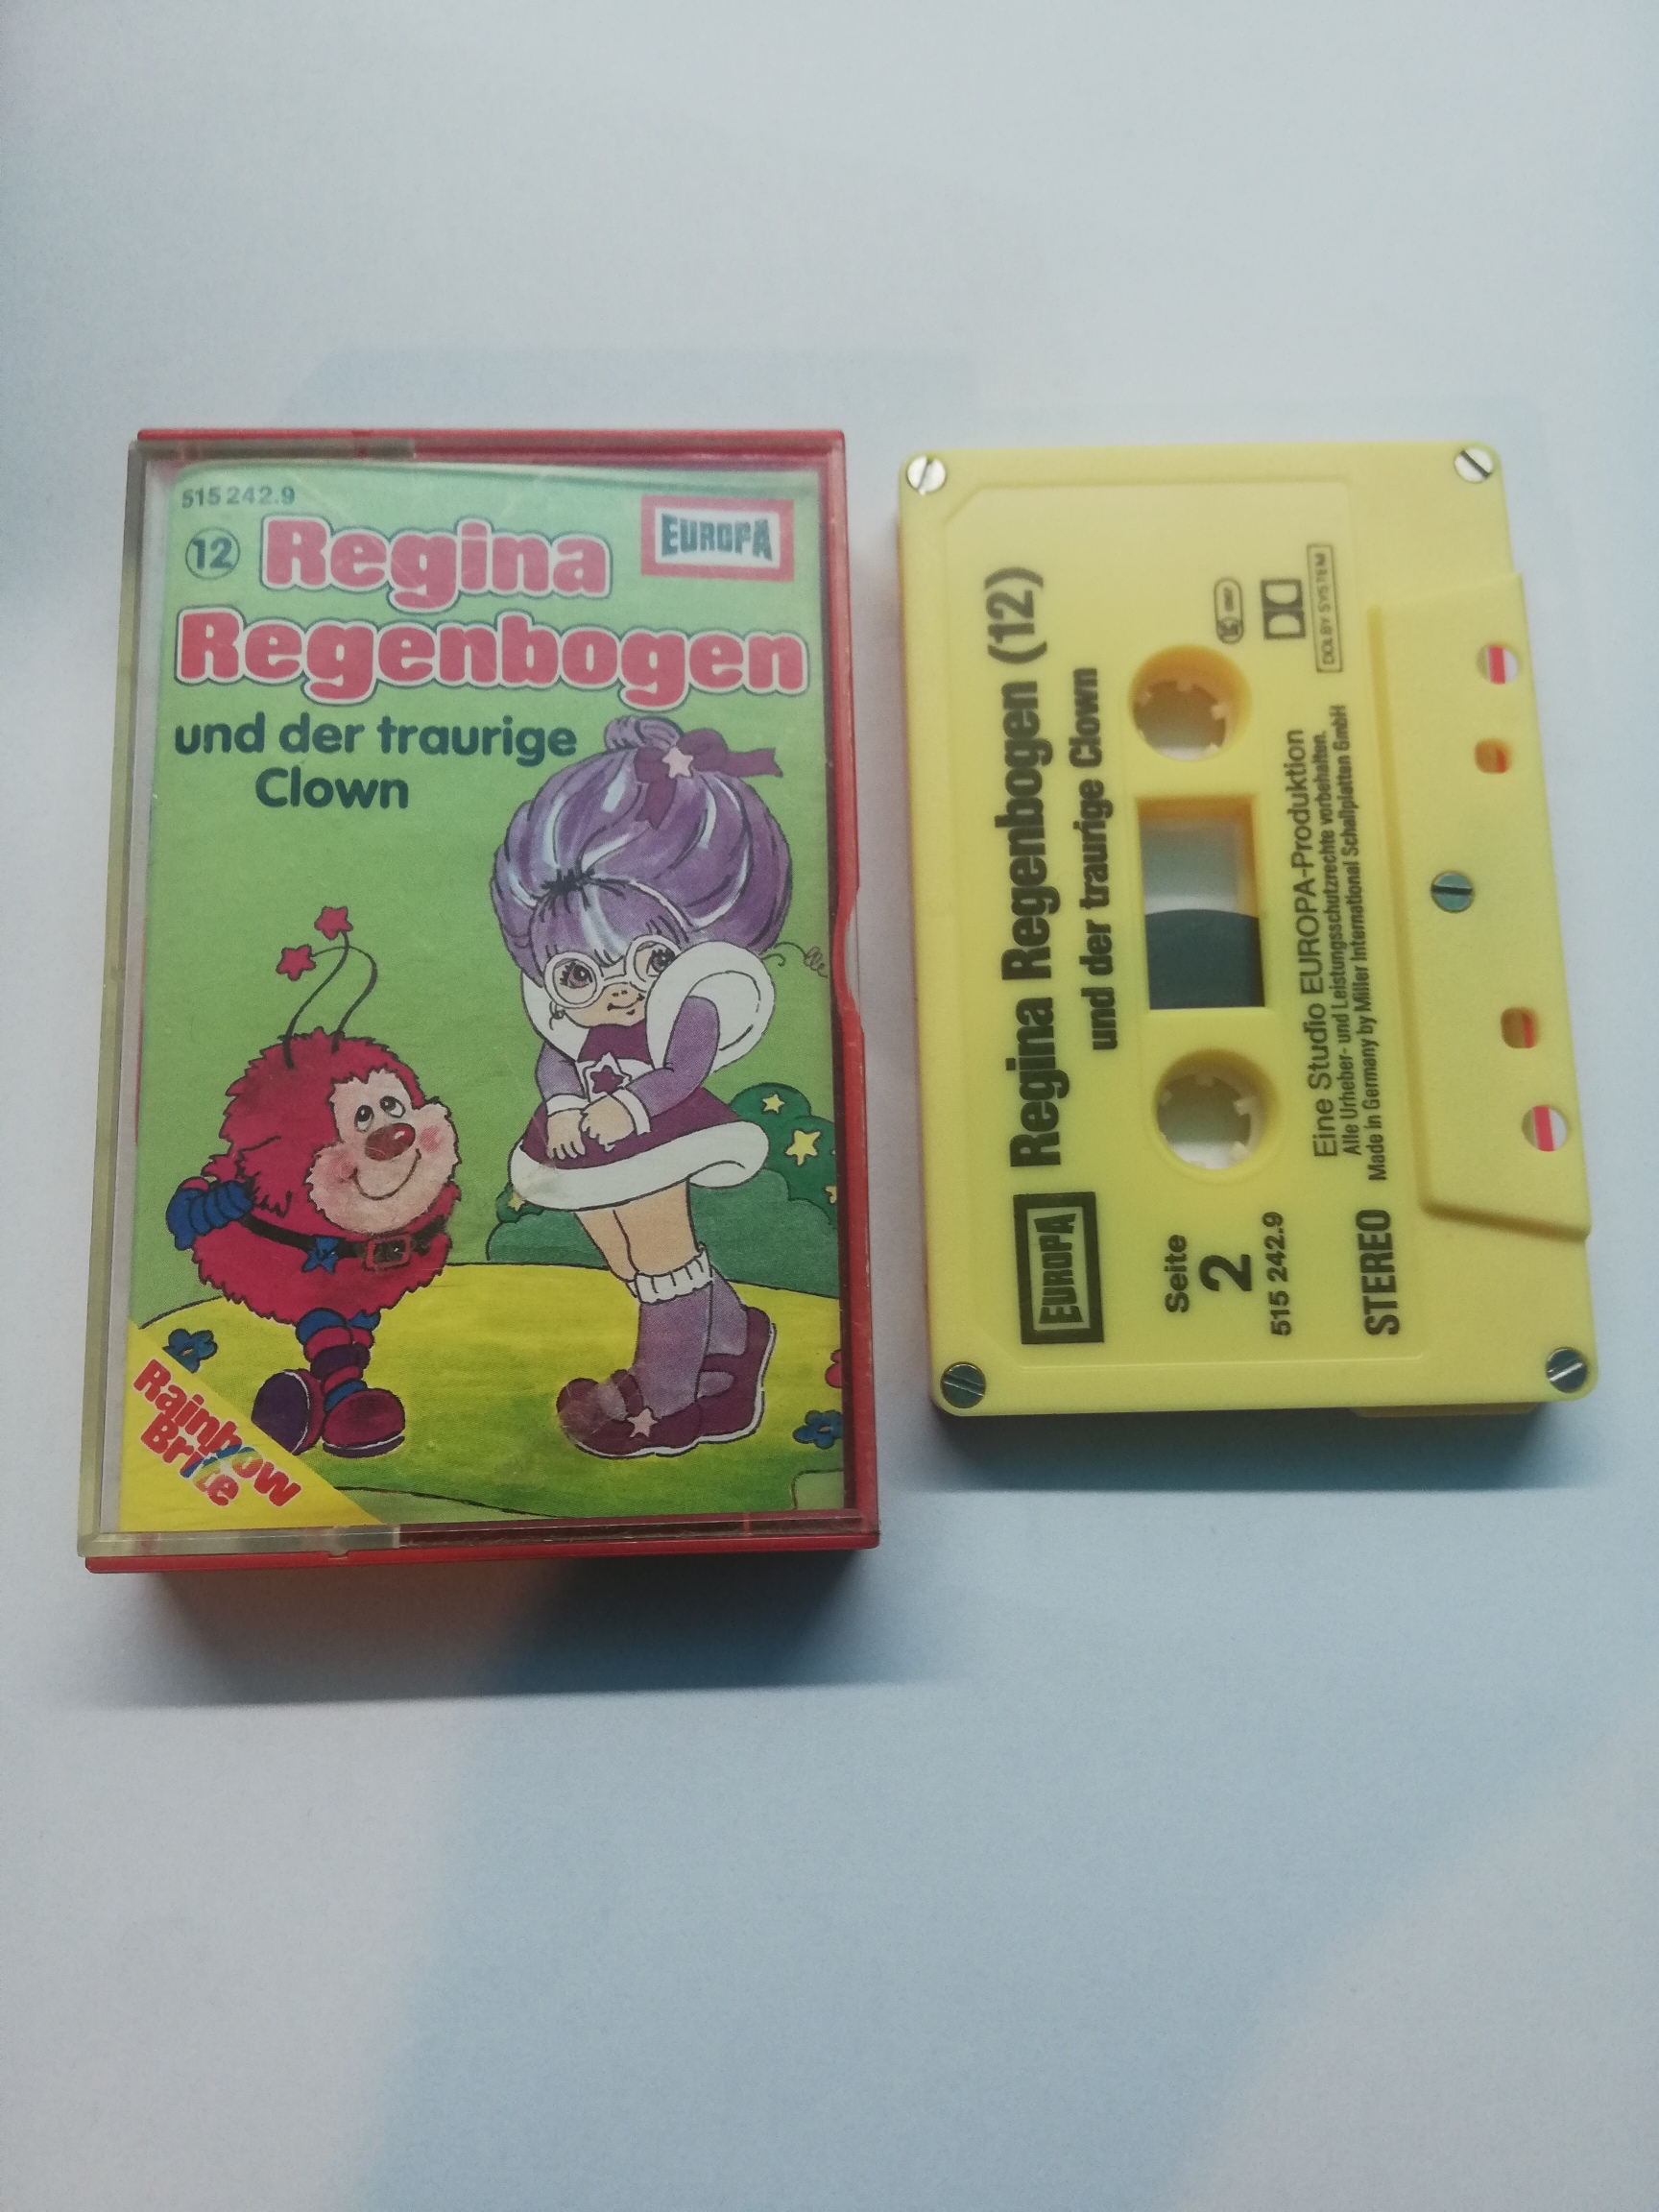 515 242.9
12
Regina
EUROPA
Regenbogen
und der traurige
Clown
Rainbow
Brite
Regina Regenbogen (12)
und der traurige Clown
EUROPA
Seite
2
515 242.9
STEREO
DOLBY SYSTEM
Eine Studio EUROPA-Produktion
Alle Urheber- und Leistungsschutzrechte vorbehalten.
Made in Germany by Miller International Schallplatten GmbH